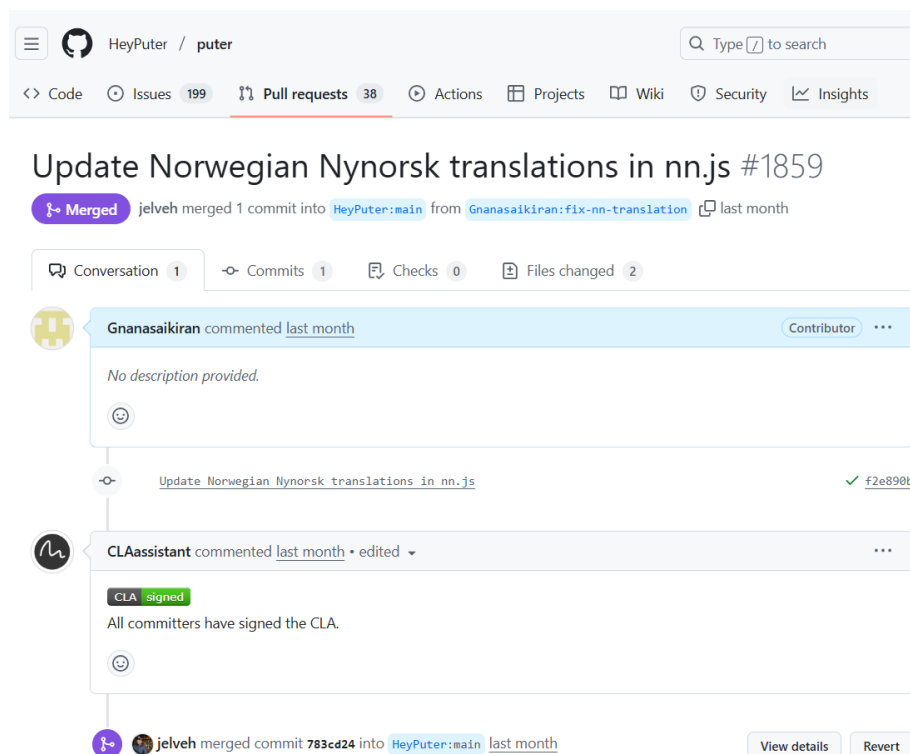 HeyPuter / puter
Type / to search
Code Issues 199 Pull requests 38 Actions Projects Wiki Security Insights
Update Norwegian Nynorsk translations in nn.js #1859
Merged jelveh merged 1 commit into HeyPuter:main from Gnanasaikiran:fix-nn-translation last month
Conversation 1 Commits 1 Checks 0 Files changed 2
Gnanasaikiran commented last month Contributor
No description provided.
Update Norwegian Nynorsk translations in nn.js f2e890b
CLAassistant commented last month • edited
CLA signed
All committers have signed the CLA.
jelveh merged commit 783cd24 into HeyPuter:main last month
View details Revert